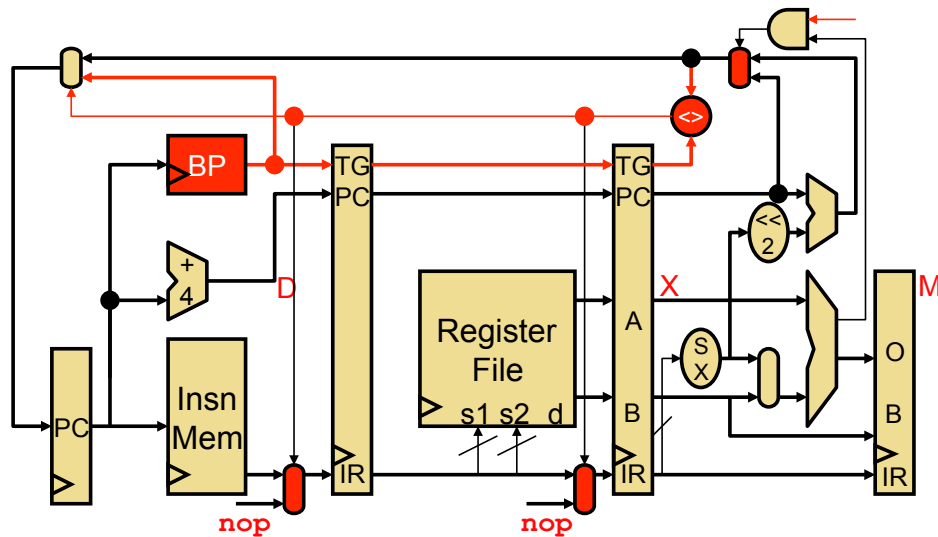 <>
BP
TG
TG
PC
PC
<<
2
+
4
D
X
M
Register
File
A
S
X
O
PC
Insn
Mem
s1 s2 d
B
B
IR
IR
IR
nop
nop